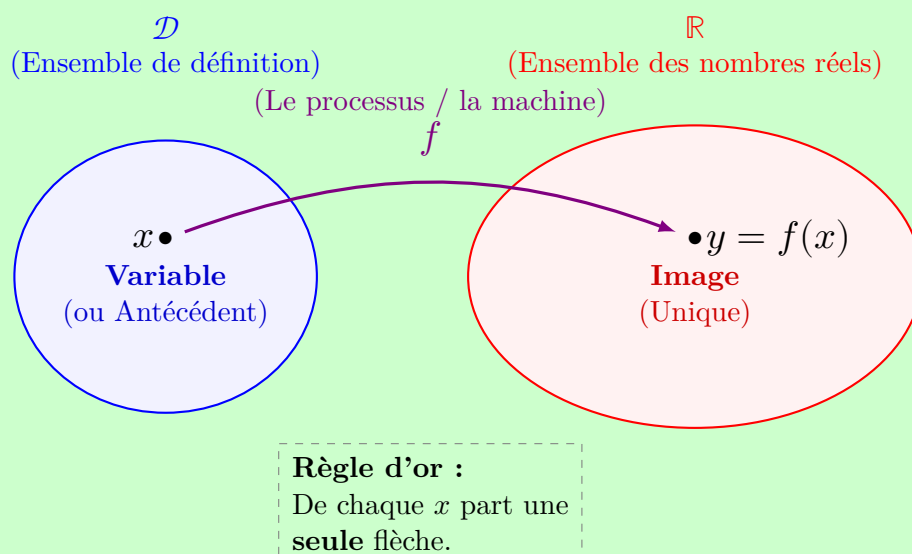 𝒟
(Ensemble de définition)
ℝ
(Ensemble des nombres réels)
(Le processus / la machine)
f
x
Variable
(ou Antécédent)
y = f(x)
Image
(Unique)
Règle d'or :
De chaque x part une
seule flèche.